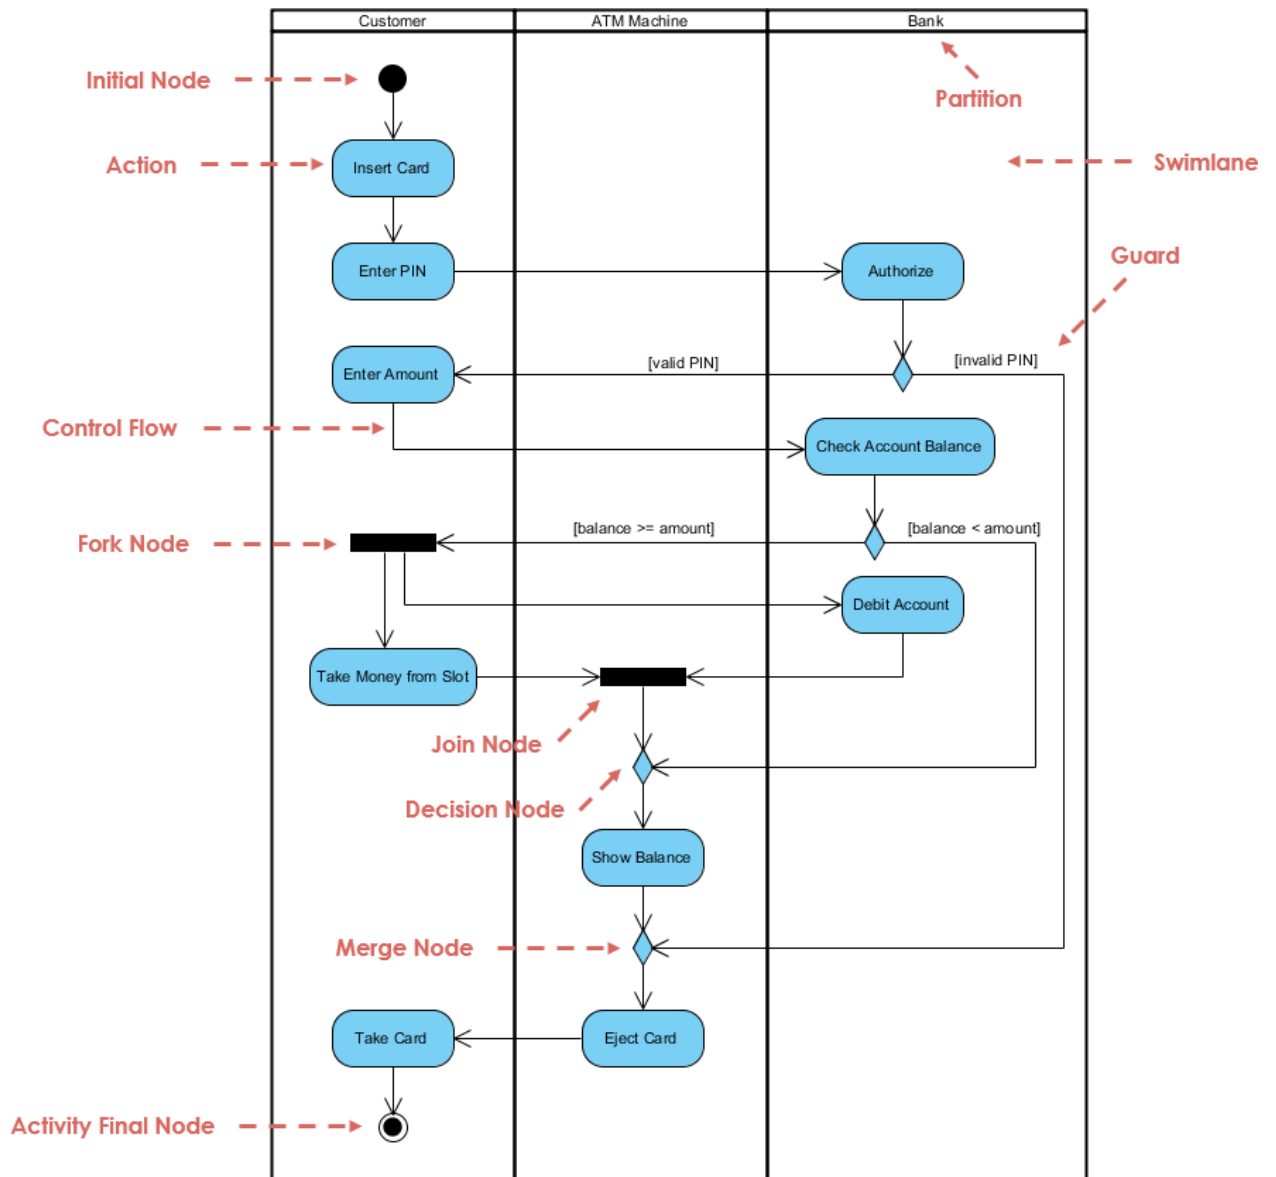 Customer
ATM Machine
Bank
Initial Node
Partition
Action
Insert Card
Swimlane
Enter PIN
Authorize
Guard
[valid PIN]
[invalid PIN]
Enter Amount
Control Flow
Check Account Balance
[balance >= amount]
[balance < amount]
Fork Node
Debit Account
Take Money from Slot
Join Node
Decision Node
Show Balance
Merge Node
Take Card
Eject Card
Activity Final Node